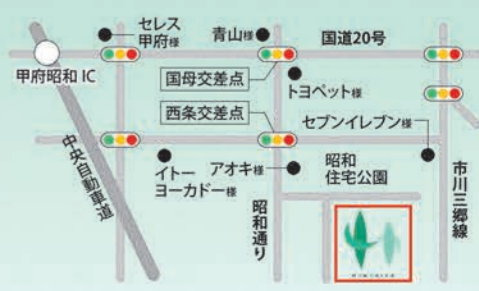 セレス
甲府様
青山様
国道20号
甲府昭和 IC
国母交差点
トヨペット様
西条交差点
セブンイレブン様
中央自動車道
イトー
ヨーカドー様
アオキ様
昭和
住宅公園
昭和通り
市川三郷線